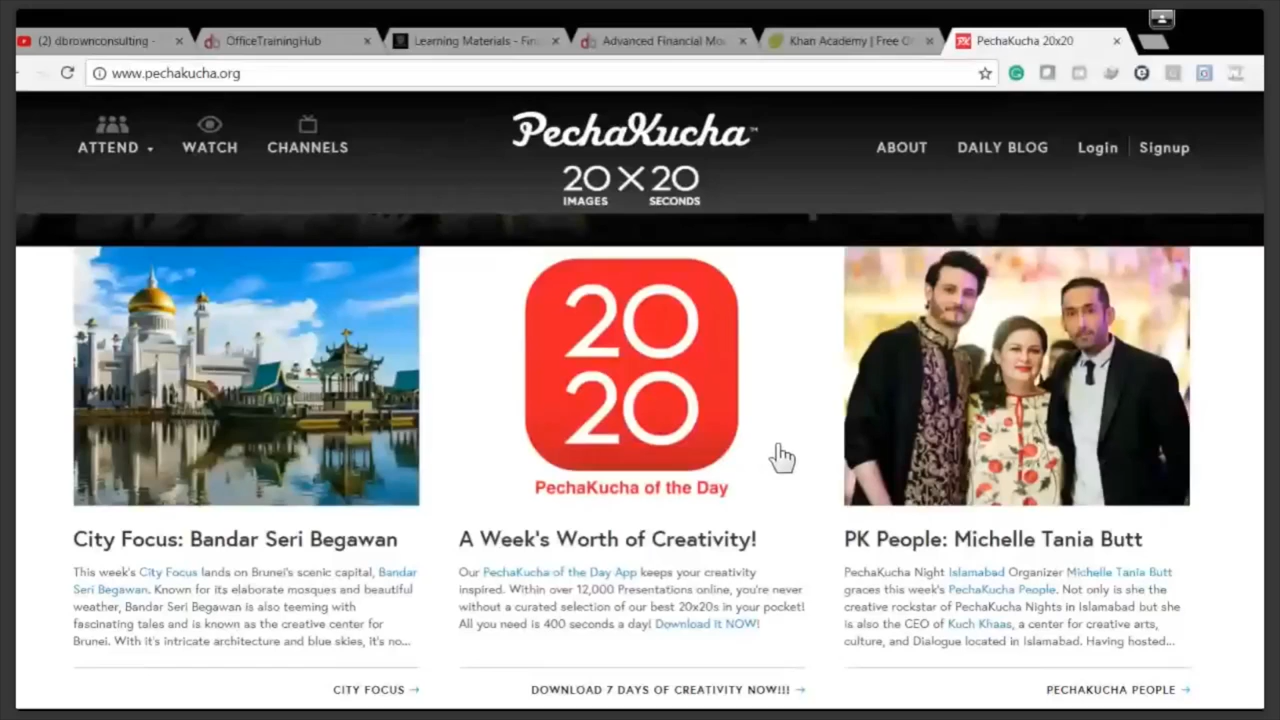 (2) dbrownconsulting -
OfficeTrainingHub
Learning Materials - Fin
Advanced Financial Mo
Khan Academy | Free O
PechaKucha 20x20
www.pechakucha.org
ATTEND
WATCH
CHANNELS
PechaKucha™
20X20
IMAGES SECONDS
ABOUT
DAILY BLOG
Login
Signup
20
20
PechaKucha of the Day
City Focus: Bandar Seri Begawan
This week's City Focus lands on Brunei's scenic capital, Bandar
Seri Begawan. Known for its elaborate mosques and beautiful
weather, Bandar Seri Begawan is also teeming with
fascinating tales and is known as the creative center for
Brunei. With it's intricate architecture and blue skies, it's no...
CITY FOCUS →
A Week's Worth of Creativity!
Our PechaKucha of the Day App keeps your creativity
inspired. Within over 12,000 Presentations online, you're never
without a curated selection of our best 20x20s in your pocket!
All you need is 400 seconds a day! Download it NOW!
DOWNLOAD 7 DAYS OF CREATIVITY NOW!!! →
PK People: Michelle Tania Butt
PechaKucha Night Islamabad Organizer Michelle Tania Butt
graces this week's PechaKucha People. Not only is she the
creative rockstar of PechaKucha Nights in Islamabad but she
is also the CEO of Kuch Khaas, a center for creative arts,
culture, and Dialogue located in Islamabad. Having hosted...
PECHAKUCHA PEOPLE →